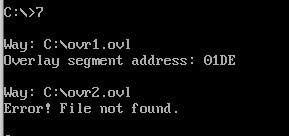 C:\>7
Way: C:\ovr1.ovl
Overlay segment address: 01DE
Way: C:\ovr2.ovl
Error! File not found.